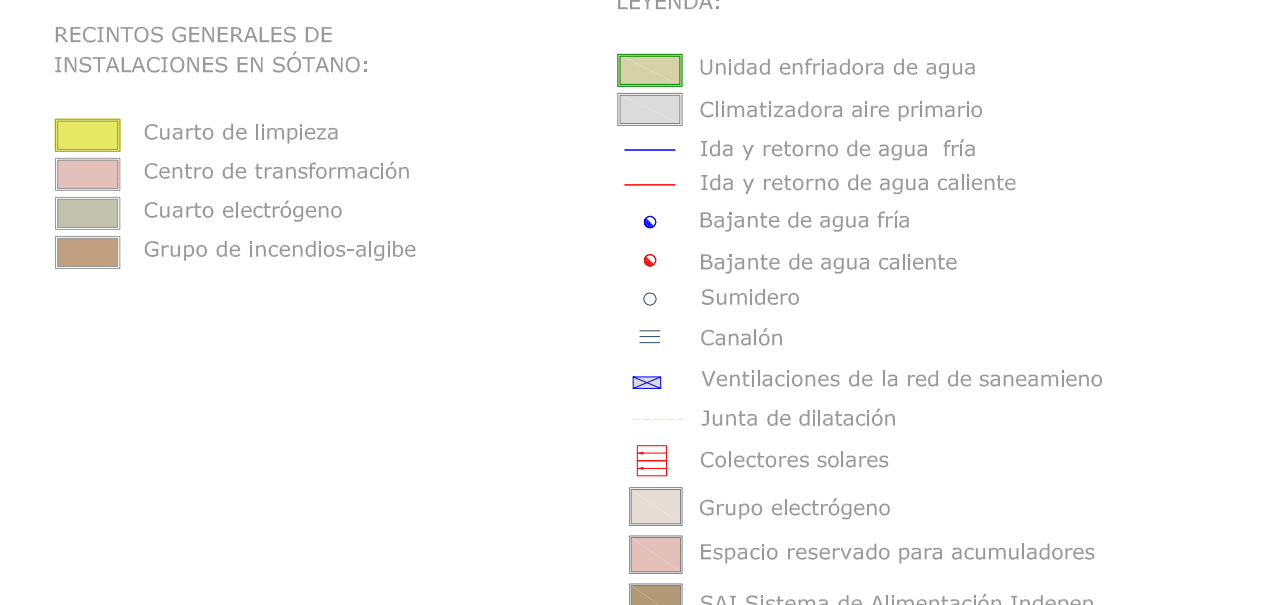 RECINTOS GENERALES DE
INSTALACIONES EN SÓTANO:
Cuarto de limpieza
Centro de transformación
Cuarto electrógeno
Grupo de incendios-algibe
LEYENDA:
Unidad enfriadora de agua
Climatizadora aire primario
Ida y retorno de agua fría
Ida y retorno de agua caliente
Bajante de agua fría
Bajante de agua caliente
Sumidero
Canalón
Ventilaciones de la red de saneamieno
Junta de dilatación
Colectores solares
Grupo electrógeno
Espacio reservado para acumuladores
SAI Sistema de Alimentación Indepen